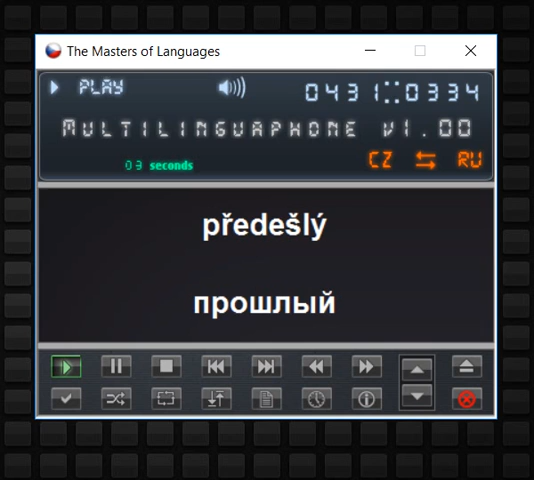 The Masters of Languages
PLAY 0431::0334
MULTILINGUAPHONE v1.00
03 seconds CZ RU
předešlý
прошлый